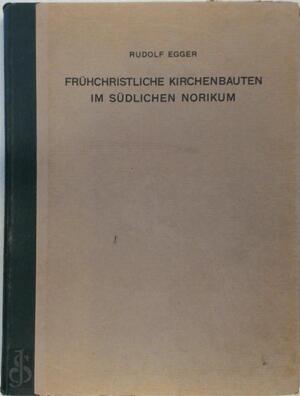 RUDOLF EGGER
FRÜHCHRISTLICHE KIRCHENBAUTEN
IM SÜDLICHEN NORIKUM